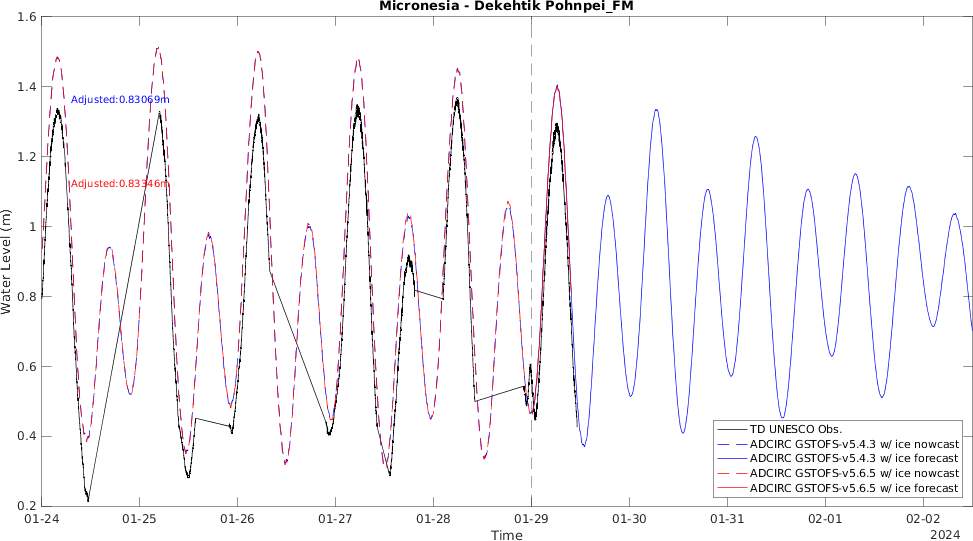 Micronesia - Dekehtik Pohnpei_FM
1.6
1.4
1.2
1
0.8
0.6
0.4
0.2
Water Level (m)
Adjusted:0.83069m
Adjusted:0.83346m
TD UNESCO Obs.
ADCIRC GSTOFS-v5.4.3 w/ ice nowcast
ADCIRC GSTOFS-v5.4.3 w/ ice forecast
ADCIRC GSTOFS-v5.6.5 w/ ice nowcast
ADCIRC GSTOFS-v5.6.5 w/ ice forecast
01-24 01-25 01-26 01-27 01-28 01-29 01-30 01-31 02-01 02-02
Time
2024